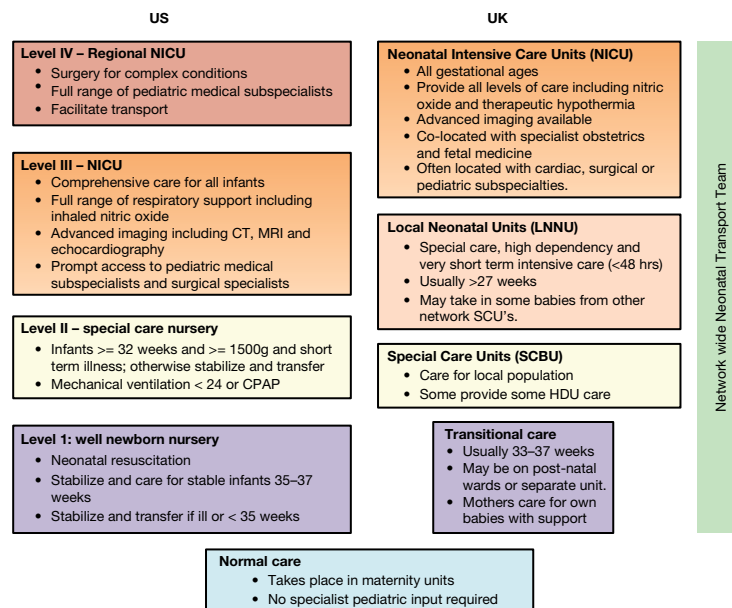 US
Level IV – Regional NICU
• Surgery for complex conditions
• Full range of pediatric medical subspecialists
• Facilitate transport
Level III – NICU
• Comprehensive care for all infants
• Full range of respiratory support including
inhaled nitric oxide
• Advanced imaging including CT, MRI and
echocardiography
• Prompt access to pediatric medical
subspecialists and surgical specialists
Level II – special care nursery
• Infants >= 32 weeks and >= 1500g and short
term illness; otherwise stabilize and transfer
• Mechanical ventilation < 24 or CPAP
Level 1: well newborn nursery
• Neonatal resuscitation
• Stabilize and care for stable infants 35–37
weeks
• Stabilize and transfer if ill or < 35 weeks
UK
Neonatal Intensive Care Units (NICU)
• All gestational ages
• Provide all levels of care including nitric
oxide and therapeutic hypothermia
• Advanced imaging available
• Co-located with specialist obstetrics
and fetal medicine
• Often located with cardiac, surgical or
pediatric subspecialties.
Local Neonatal Units (LNNU)
• Special care, high dependency and
very short term intensive care (<48 hrs)
• Usually >27 weeks
• May take in some babies from other
network SCU's.
Special Care Units (SCBU)
• Care for local population
• Some provide some HDU care
Transitional care
• Usually 33–37 weeks
• May be on post-natal
wards or separate unit.
• Mothers care for own
babies with support
Network wide Neonatal Transport Team
Normal care
• Takes place in maternity units
• No specialist pediatric input required